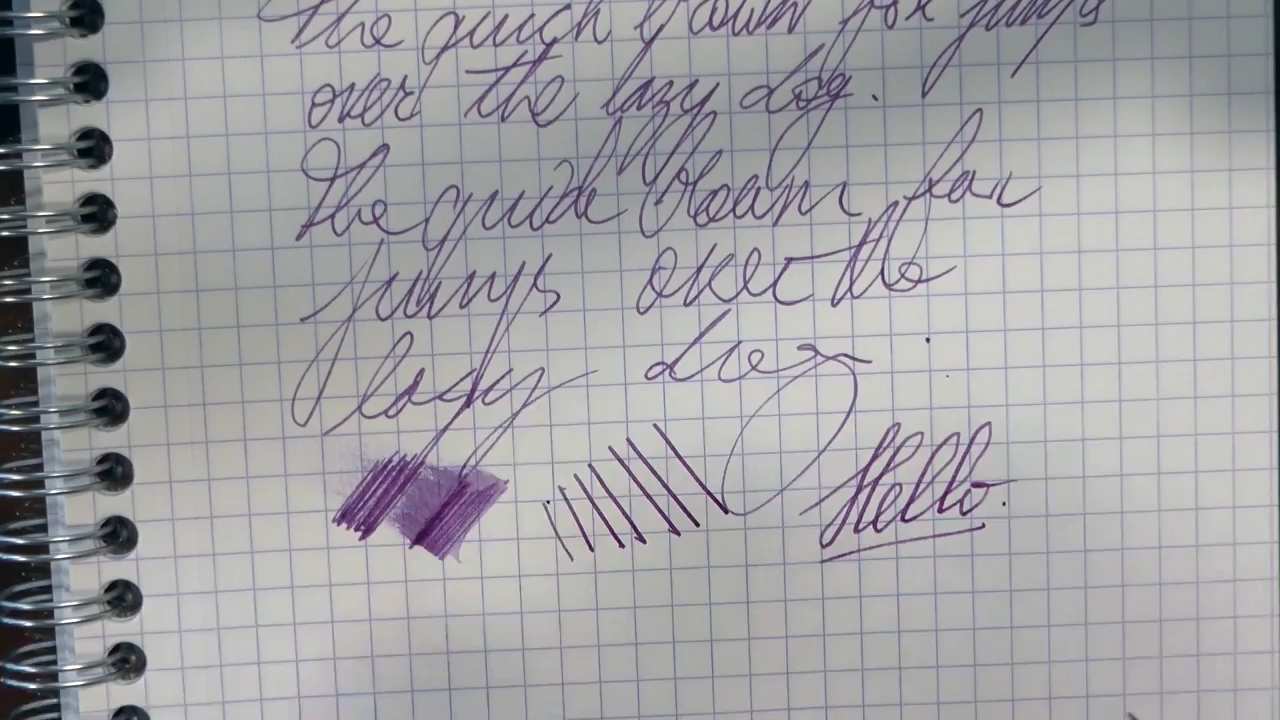 The quick brown fox jumps
over the lazy dog.
The quick brown fox
jumps over the
lazy dog
Hello.